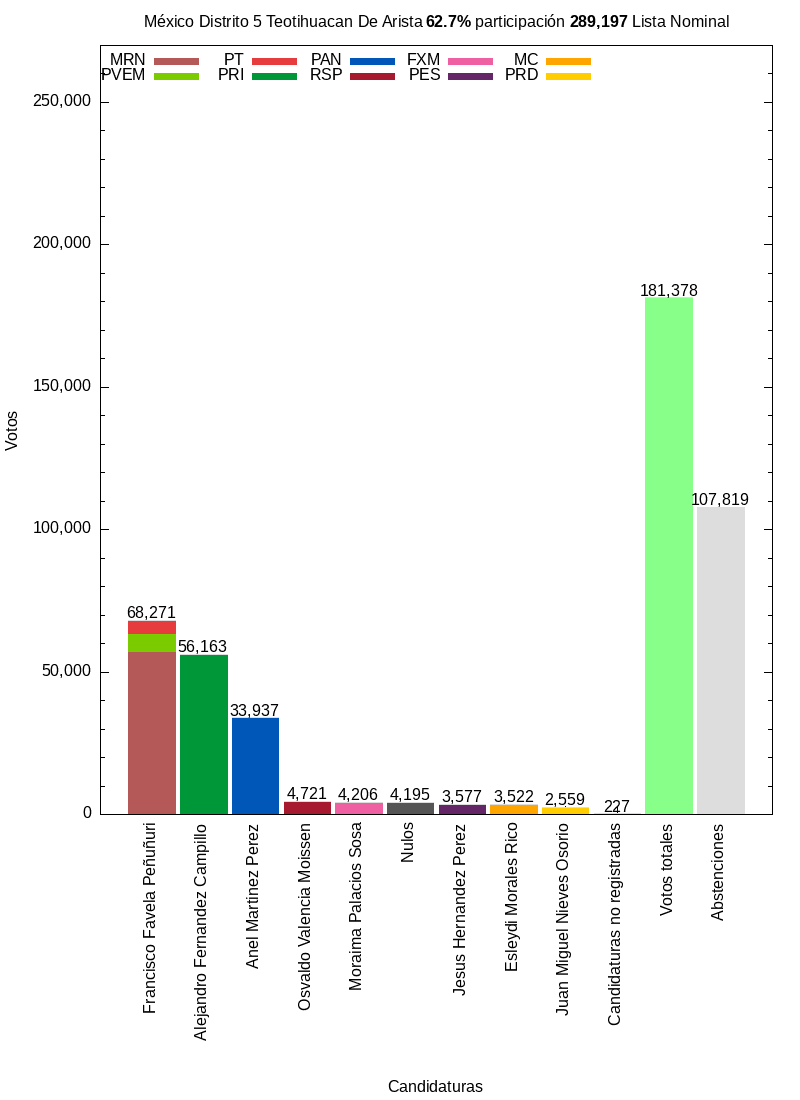 México Distrito 5 Teotihuacan De Arista 62.7% participación 289,197 Lista Nominal
MRN PT PAN FXM MC
PVEM PRI RSP PES PRD
250,000
200,000
150,000
100,000
50,000
0
Votos
68,271
56,163
33,937
4,721
4,206
4,195
3,577
3,522
2,559
227
181,378
107,819
Francisco Favela Peñuñuri
Alejandro Fernandez Campillo
Anel Martinez Perez
Osvaldo Valencia Moissen
Moraima Palacios Sosa
Nulos
Jesus Hernandez Perez
Esleydi Morales Rico
Juan Miguel Nieves Osorio
Candidaturas no registradas
Votos totales
Abstenciones
Candidaturas